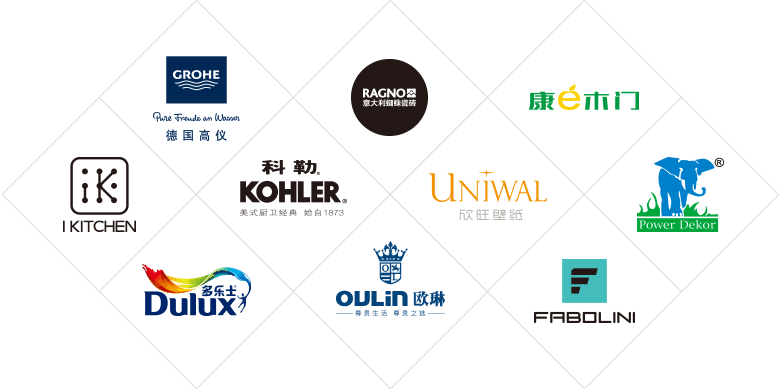 GROHE
Pure Freude an Wasser
德国高仪
RAGNO
意大利蜘蛛瓷砖
康é木门
iK
I KITCHEN
科勒®
KOHLER®
美式厨卫经典 始自1873
UNIWAL
欣旺壁纸
®
Power Dekor
多乐士
Dulux
OULIN 欧琳
尊贵生活 尊贵之选
F
FABOLINI